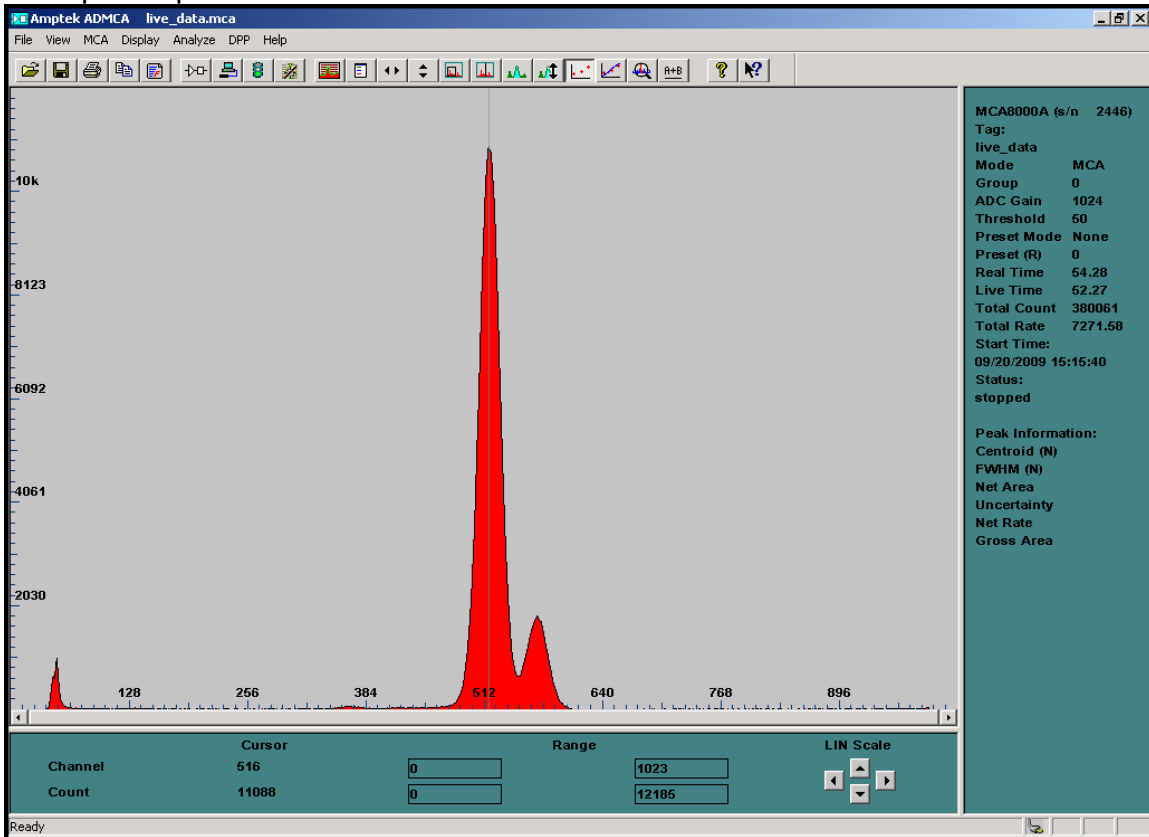 Amptek ADMCA live_data.mca
File View MCA Display Analyze DPP Help
A+B
10k
8123
6092
4061
2030
128 256 384 512 640 768 896
MCA8000A (s/n 2446)
Tag:
live_data
Mode MCA
Group 0
ADC Gain 1024
Threshold 50
Preset Mode None
Preset (R) 0
Real Time 54.28
Live Time 52.27
Total Count 380061
Total Rate 7271.58
Start Time:
09/20/2009 15:15:40
Status:
stopped
Peak Information:
Centroid (N)
FWHM (N)
Net Area
Uncertainty
Net Rate
Gross Area
Cursor Range LIN Scale
Channel 516 0 1023
Count 11088 0 12185
Ready